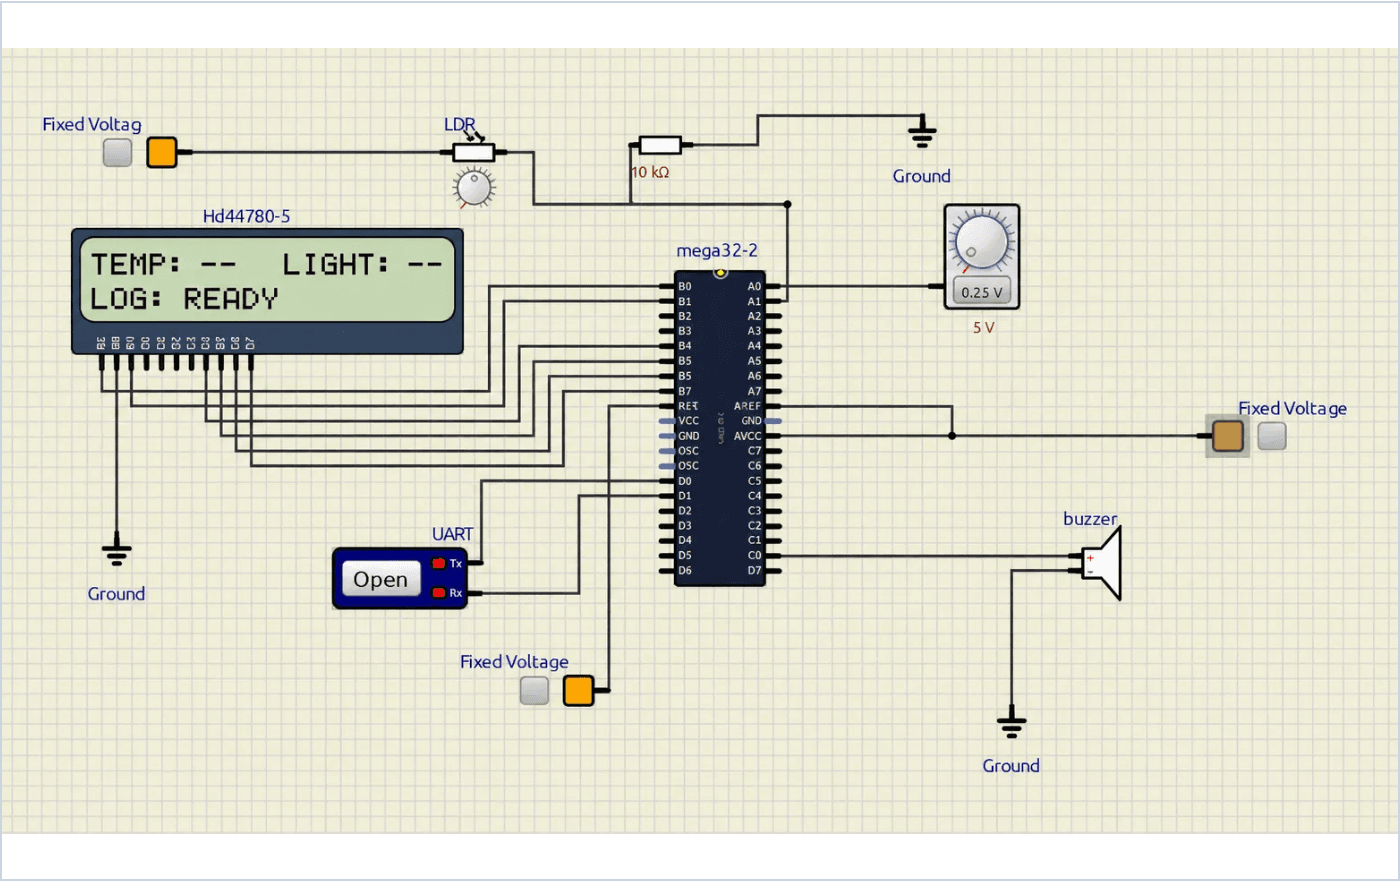 Fixed Voltag
LDR
10 kΩ
Ground
Hd44780-5
TEMP: -- LIGHT: --
LOG: READY
D7
mega32-2
B0 A0
B1 A1
B2 A2
B3 A3
B4 A4
B5 A5
B5 A6
B7 A7
AREF
VCC GND
GND AVCC
OSC C7
OSC C6
D0 C5
D1 C4
D2 C3
D3 C2
D4 C1
D5 C0
D6 D7
0.25 V
5 V
Fixed Voltage
buzzer
+
-
Ground
Ground
UART
Open
Tx
Rx
Fixed Voltage